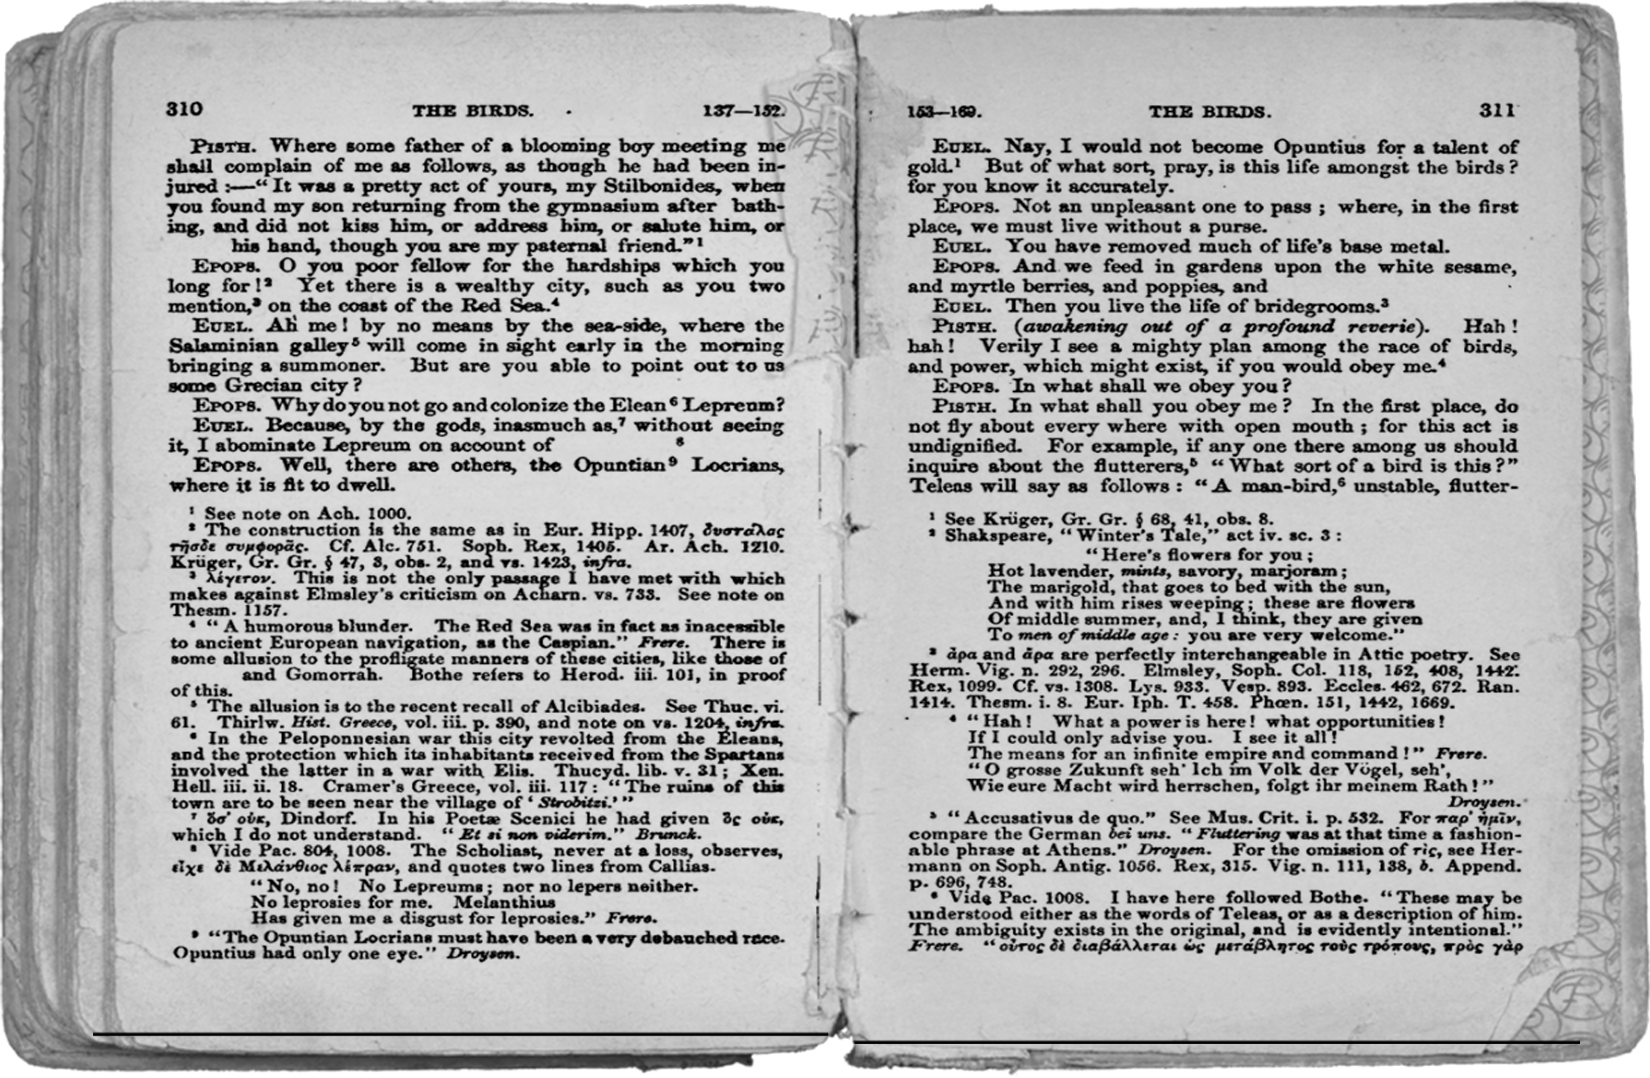 310 THE BIRDS. 137—152.
PISTH. Where some father of a blooming boy meeting me
shall complain of me as follows, as though he had been in-
jured :—“ It was a pretty act of yours, my Stilbonides, when
you found my son returning from the gymnasium after bath-
ing, and did not kiss him, or address him, or salute him, or
his hand, though you are my paternal friend.”¹
EPOPS. O you poor fellow for the hardships which you
long for!² Yet there is a wealthy city, such as you two
mention,³ on the coast of the Red Sea.⁴
EUEL. Ah me! by no means by the sea-side, where the
Salaminian galley⁵ will come in sight early in the morning
bringing a summoner. But are you able to point out to us
some Grecian city?
EPOPS. Why do you not go and colonize the Elean⁶ Lepreum?
EUEL. Because, by the gods, inasmuch as,⁷ without seeing
it, I abominate Lepreum on account of ⁸
EPOPS. Well, there are others, the Opuntian⁹ Locrians,
where it is fit to dwell.
¹ See note on Ach. 1000.
² The construction is the same as in Eur. Hipp. 1407, δυστάλας
τῆσδε συμφορᾶς. Cf. Alc. 751. Soph. Rex, 1405. Ar. Ach. 1210.
Krüger, Gr. Gr. § 47, 3, obs. 2, and vs. 1423, infra.
³ λέγετον. This is not the only passage I have met with which
makes against Elmsley's criticism on Acharn. vs. 733. See note on
Thesm. 1157.
⁴ “ A humorous blunder. The Red Sea was in fact as inacessible
to ancient European navigation, as the Caspian.” Frere. There is
some allusion to the profligate manners of these cities, like those of
and Gomorrah. Bothe refers to Herod. iii. 101, in proof
of this.
⁵ The allusion is to the recent recall of Alcibiades. See Thuc. vi.
61. Thirlw. Hist. Greece, vol. iii. p. 390, and note on vs. 1204, infra.
⁶ In the Peloponnesian war this city revolted from the Eleans,
and the protection which its inhabitants received from the Spartans
involved the latter in a war with Elis. Thucyd. lib. v. 31; Xen.
Hell. iii. ii. 18. Cramer's Greece, vol. iii. 117: “ The ruins of this
town are to be seen near the village of ‘ Strobitzi.’ ”
⁷ ὅσ' οὐκ, Dindorf. In his Poetæ Scenici he had given ὃς οὐκ,
which I do not understand. “ Et si non viderim.” Brunck.
⁸ Vide Pac. 804, 1008. The Scholiast, never at a loss, observes,
εἶχε δὲ Μελάνθιος λέπραν, and quotes two lines from Callias.
“ No, no! No Lepreums; nor no lepers neither.
No leprosies for me. Melanthius
Has given me a disgust for leprosies.” Frere.
⁹ “The Opuntian Locrians must have been a very debauched race.
Opuntius had only one eye.” Droysen.
153—169. THE BIRDS. 311
EUEL. Nay, I would not become Opuntius for a talent of
gold.¹ But of what sort, pray, is this life amongst the birds?
for you know it accurately.
EPOPS. Not an unpleasant one to pass; where, in the first
place, we must live without a purse.
EUEL. You have removed much of life's base metal.
EPOPS. And we feed in gardens upon the white sesame,
and myrtle berries, and poppies, and
EUEL. Then you live the life of bridegrooms.³
PISTH. (awakening out of a profound reverie). Hah!
hah! Verily I see a mighty plan among the race of birds,
and power, which might exist, if you would obey me.⁴
EPOPS. In what shall we obey you?
PISTH. In what shall you obey me? In the first place, do
not fly about every where with open mouth; for this act is
undignified. For example, if any one there among us should
inquire about the flutterers,⁵ “ What sort of a bird is this?”
Teleas will say as follows: “ A man-bird,⁶ unstable, flutter-
¹ See Krüger, Gr. Gr. § 68, 41, obs. 8.
² Shakspeare, “ Winter's Tale,” act iv. sc. 3:
“ Here's flowers for you;
Hot lavender, mints, savory, marjoram;
The marigold, that goes to bed with the sun,
And with him rises weeping; these are flowers
Of middle summer, and, I think, they are given
To men of middle age: you are very welcome.”
³ ἄρα and ἆρα are perfectly interchangeable in Attic poetry. See
Herm. Vig. n. 292, 296. Elmsley, Soph. Col. 118, 152, 408, 1442.
Rex, 1099. Cf. vs. 1308. Lys. 933. Vesp. 893. Eccles. 462, 672. Ran.
1414. Thesm. i. 8. Eur. Iph. T. 458. Phœn. 151, 1442, 1669.
⁴ “ Hah! What a power is here! what opportunities!
If I could only advise you. I see it all!
The means for an infinite empire and command!” Frere.
“ O grosse Zukunft seh' Ich im Volk der Vögel, seh',
Wie eure Macht wird herrschen, folgt ihr meinem Rath!”
Droysen.
⁵ “ Accusativus de quo.” See Mus. Crit. i. p. 532. For παρ' ἡμῖν,
compare the German bei uns. “ Fluttering was at that time a fashion-
able phrase at Athens.” Droysen. For the omission of τὶς, see Her-
mann on Soph. Antig. 1056. Rex, 315. Vig. n. 111, 138, b. Append.
p. 696, 748.
⁶ Vide Pac. 1008. I have here followed Bothe. “ These may be
understood either as the words of Teleas, or as a description of him.
The ambiguity exists in the original, and is evidently intentional.”
Frere. “ οὗτος δὲ διαβάλλεται ὡς μετάβλητος τοὺς τρόπους, πρὸς γὰρ